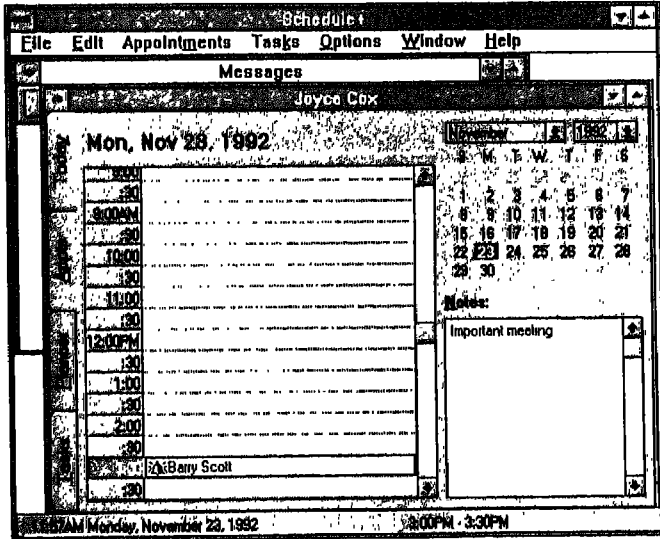 Schedule+
File Edit Appointments Tasks Options Window Help
Messages
Joyce Cox
Mon, Nov 23, 1992
November 1992
S M T W T F S
1 2 3 4 5 6 7
8 9 10 11 12 13 14
15 16 17 18 19 20 21
22 23 24 25 26 27 28
29 30
:30
9:00AM
:30
10:00
:30
11:00
:30
12:00PM
:30
1:00
:30
2:00
:30
Barry Scott
:30
Notes:
Important meeting
Today
Tasks
Monday, November 23, 1992
3:00PM - 3:30PM